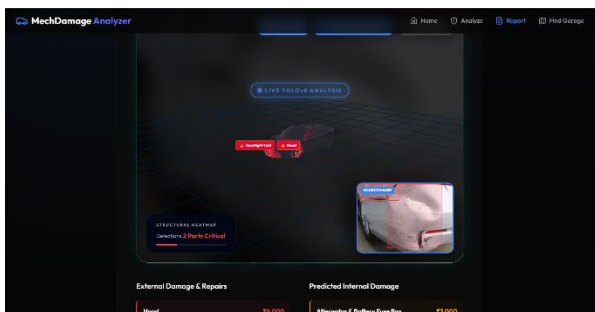 MechDamage Analyzer
Home
Analyze
Report
Find Garage
LIVE YOLOv8 ANALYSIS
Headlight Unit
Hood
STRUCTURAL HEATMAP
Detections: 2 Parts Critical
External Damage & Repairs
Predicted Internal Damage
Hood
Alternator & Battery Fuse Box